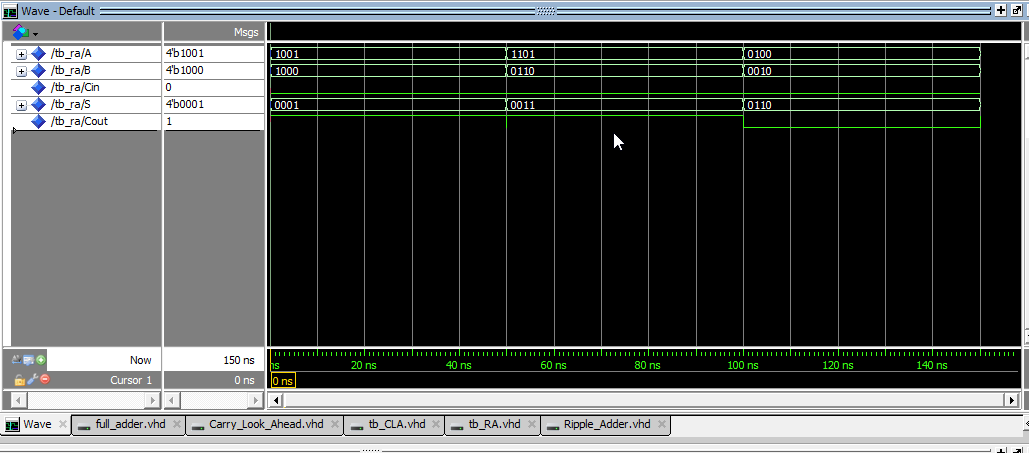 Wave - Default
Msgs
/tb_ra/A 4'b1001 1001 1101 0100
/tb_ra/B 4'b1000 1000 0110 0010
/tb_ra/Cin 0
/tb_ra/S 4'b0001 0001 0011 0110
/tb_ra/Cout 1
Now 150 ns ns 20 ns 40 ns 60 ns 80 ns 100 ns 120 ns 140 ns
Cursor 1 0 ns 0 ns
Wave full_adder.vhd Carry_Look_Ahead.vhd tb_CLA.vhd tb_RA.vhd Ripple_Adder.vhd